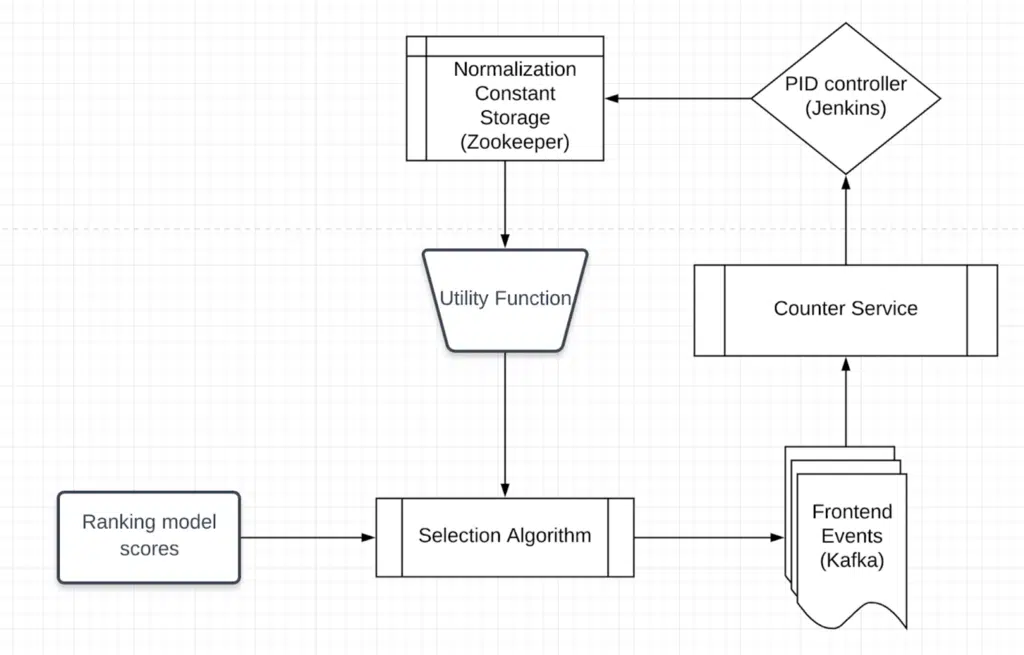 Normalization
Constant
Storage
(Zookeeper)
PID controller
(Jenkins)
Utility Function
Counter Service
Ranking model
scores
Selection Algorithm
Frontend
Events
(Kafka)